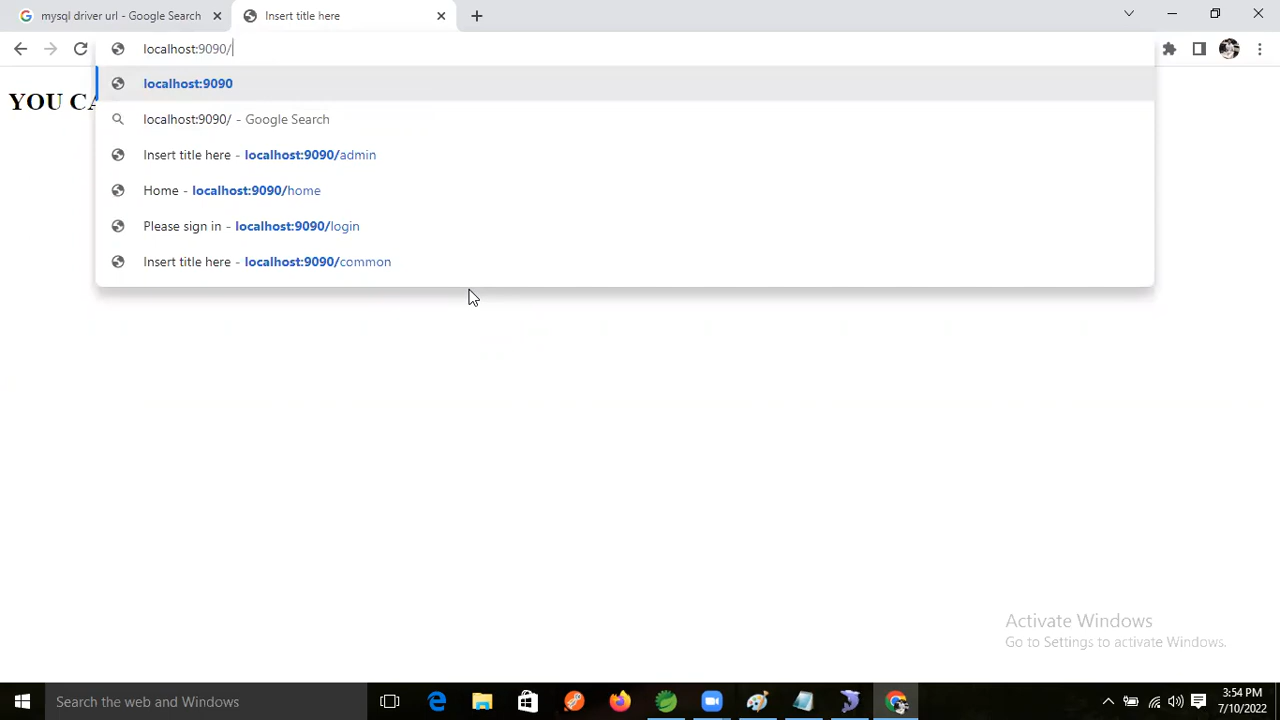 mysql driver url - Google Search
Insert title here
localhost:9090/
localhost:9090
localhost:9090/ - Google Search
Insert title here - localhost:9090/admin
YOU
Home - localhost:9090/home
Please sign in - localhost:9090/login
Insert title here - localhost:9090/common
Activate Windows
Go to Settings to activate Windows.
Search the web and Windows
3:54 PM
7/10/2022